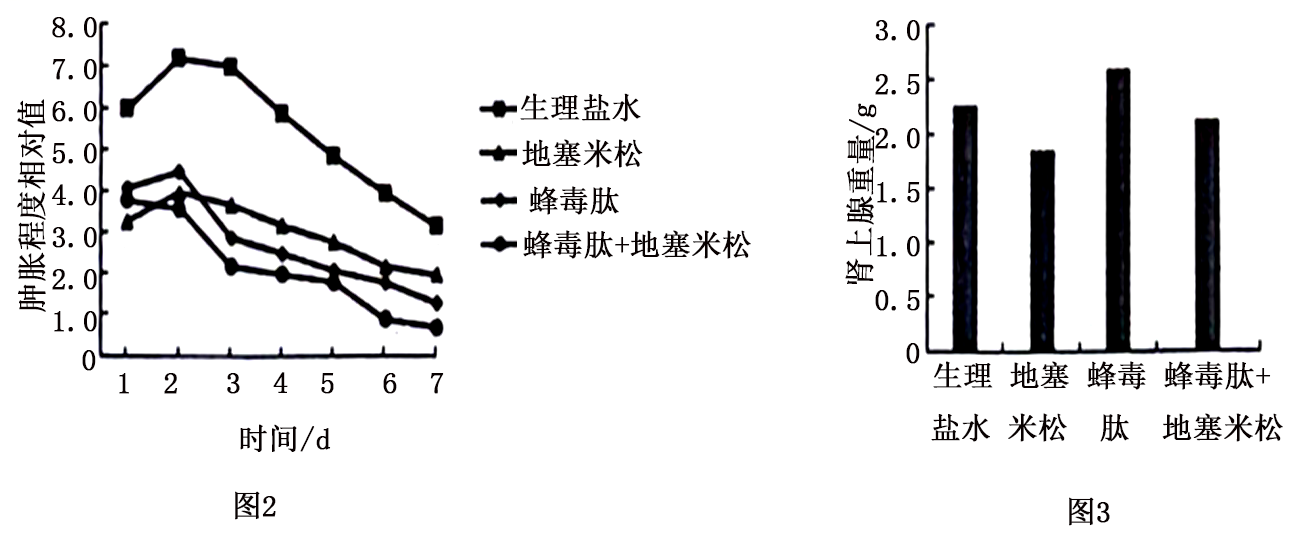 肿胀程度相对值
8.0
7.0
6.0
5.0
4.0
3.0
2.0
1.0
0
1 2 3 4 5 6 7
时间/d
生理盐水
地塞米松
蜂毒肽
蜂毒肽+地塞米松
图2
肾上腺重量/g
3.0
2.5
2.0
1.5
1.0
0.5
0
生理 地塞 蜂毒 蜂毒肽+
盐水 米松 肽 地塞米松
图3